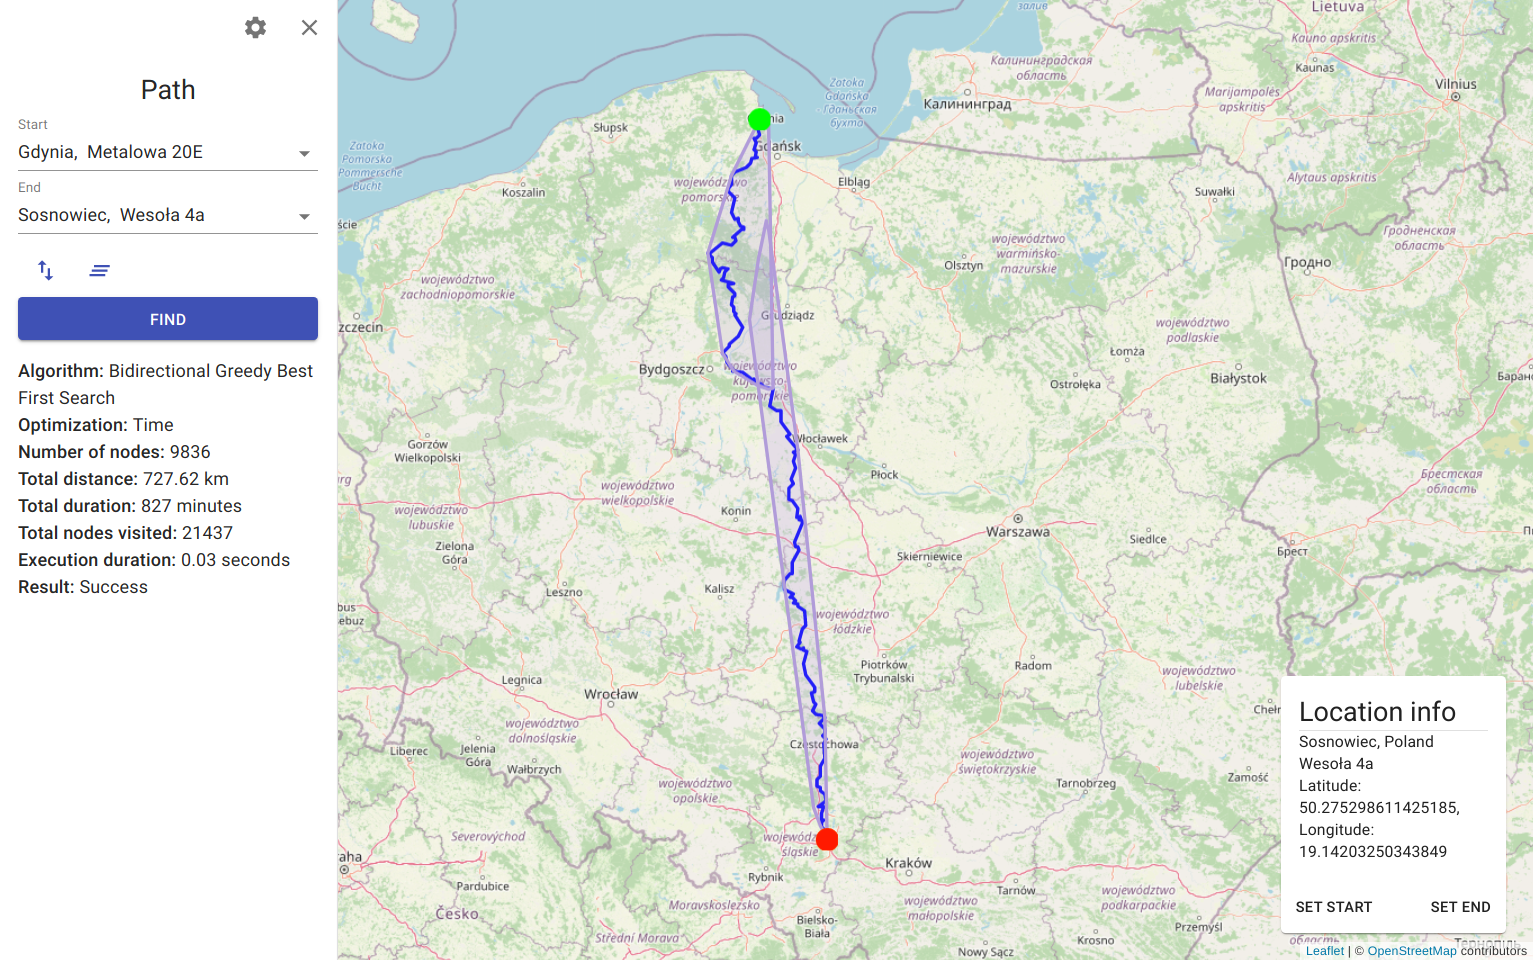 Path
Start
Gdynia,  Metalowa 20E
End
Sosnowiec,  Wesoła 4a
FIND
Algorithm: Bidirectional Greedy Best
First Search
Optimization: Time
Number of nodes: 9836
Total distance: 727.62 km
Total duration: 827 minutes
Total nodes visited: 21437
Execution duration: 0.03 seconds
Result: Success
залив
Lietuva
Kauno apskritis
Kaunas
Vilnius
Marijampolės
apskritis
Alytaus apskritis
Калининградская
область
Калининград
Zatoka
Gdańska
- Гданьская
бухта
Zatoka
Pomorska
Pommersche
Bucht
Słupsk
Gdańsk
Koszalin
województwo
pomorskie
Elbląg
Suwałki
Гродненская
область
Гродно
ście
województwo
zachodniopomorskie
Olsztyn
województwo
warmińsko-
mazurskie
zczecin
Grudziądz
województwo
podlaskie
Łomża
Białystok
Баран
Bydgoszcz
województwo
kujawsko-
pomorskie
Ostrołęka
Gorzów
Wielkopolski
Włocławek
Płock
Брестская
область
województwo
wielkopolskie
województwo
lubuskie
Konin
Warszawa
Siedlce
Брест
Zielona
Góra
Skierniewice
Leszno
Kalisz
bus
eebuz
województwo
łódzkie
Piotrków
Trybunalski
Radom
województwo
lubelskie
Legnica
Wrocław
województwo
dolnośląskie
Liberec
Jelenia
Góra
Wałbrzych
Częstochowa
województwo
świętokrzyskie
Tarnobrzeg
Zamość
województwo
opolskie
Severovýchod
aha
śląskie
Kraków
Rybnik
Pardubice
Tarnów
województwo
podkarpackie
Česko
Moravskoslezsko
województwo
małopolskie
Bielsko-
Biała
Przemyśl
Střední Morava
Krosno
Nowy Sącz
Location info
Sosnowiec, Poland
Wesoła 4a
Latitude:
50.275298611425185,
Longitude:
19.14203250343849
SET START
SET END
Leaflet | © OpenStreetMap contributors